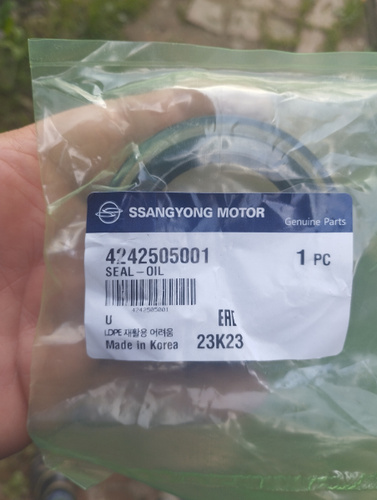 SSANGYONG MOTOR
Genuine Parts
4242505001
1 PC
SEAL-OIL
4242505001
U
EAC
LDPE 재활용 어려움
Made in Korea
23K23